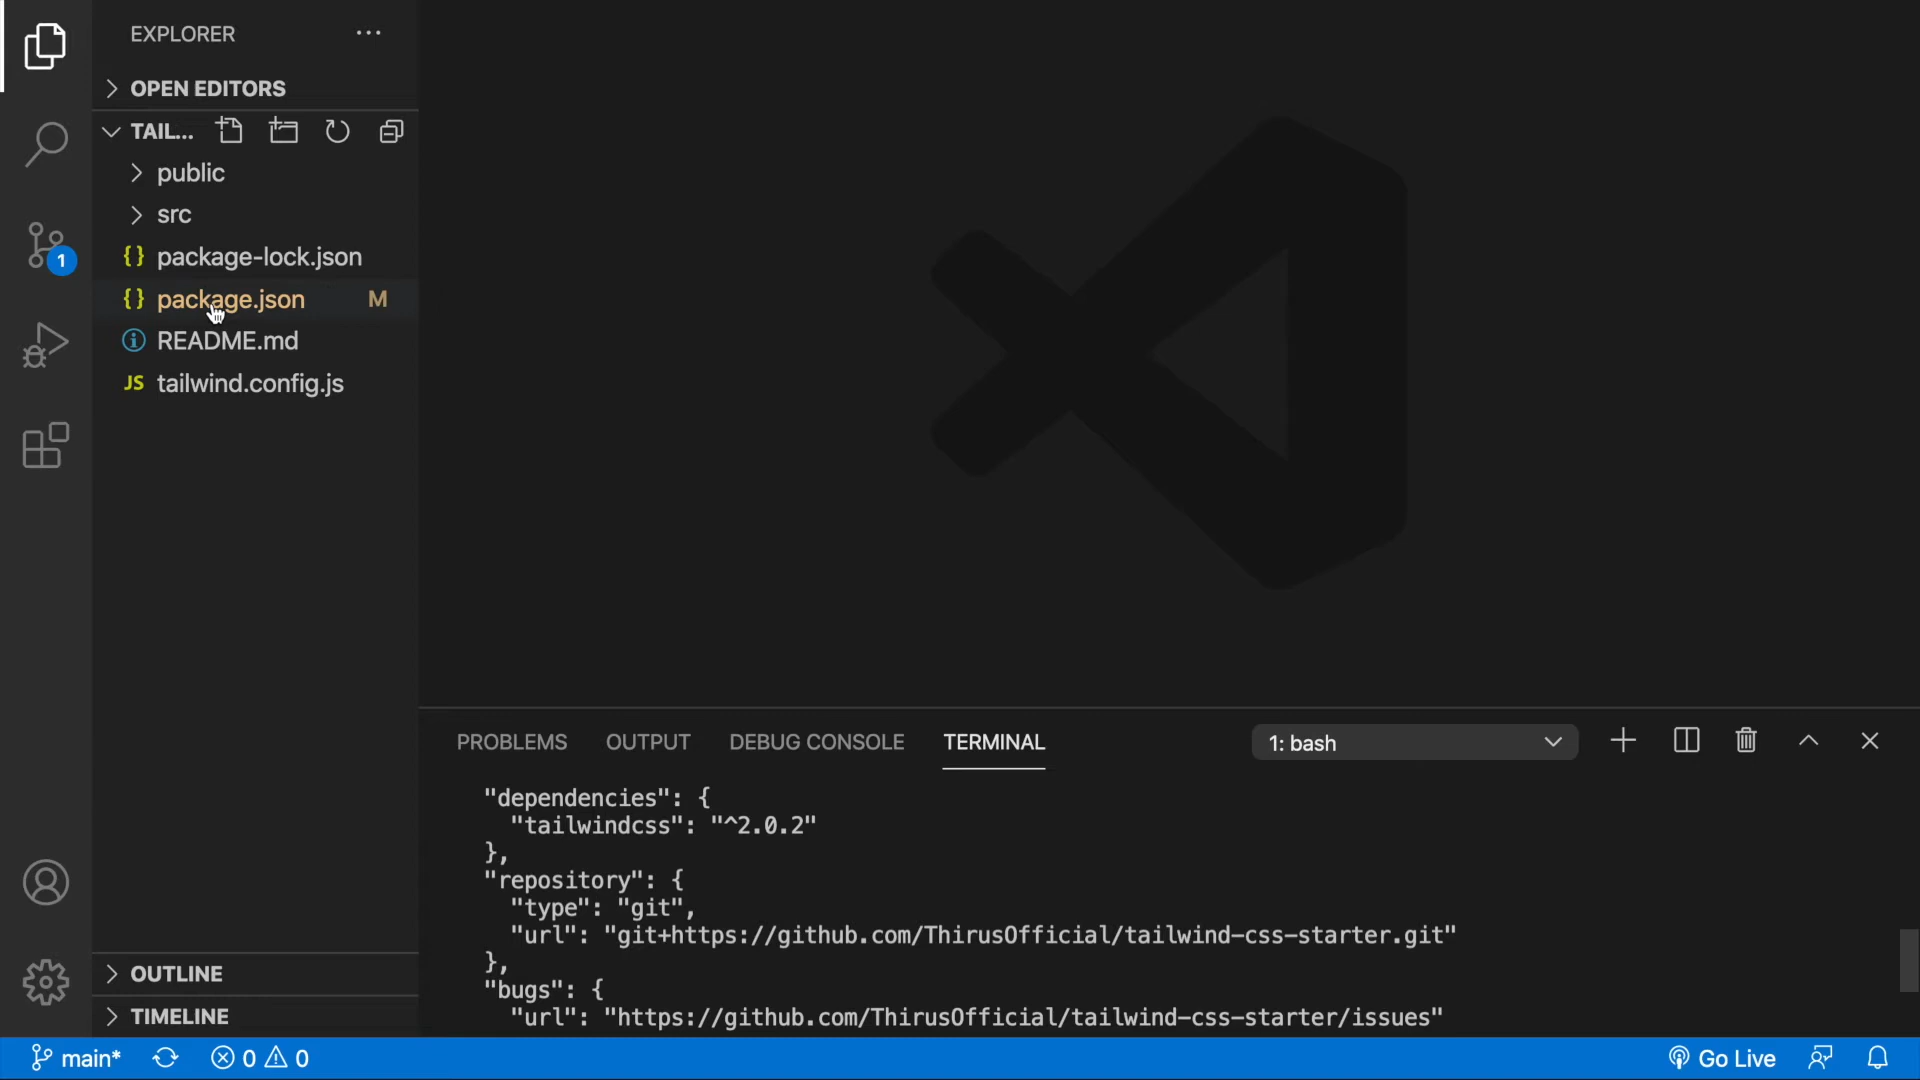 EXPLORER
OPEN EDITORS
TAIL...
public
src
{} package-lock.json
{} package.json M
README.md
JS tailwind.config.js
OUTLINE
TIMELINE
1
PROBLEMS OUTPUT DEBUG CONSOLE TERMINAL 1: bash
"dependencies": {
"tailwindcss": "^2.0.2"
},
"repository": {
"type": "git",
"url": "git+https://github.com/ThirusOfficial/tailwind-css-starter.git"
},
"bugs": {
"url": "https://github.com/ThirusOfficial/tailwind-css-starter/issues"
main* 0 0 Go Live